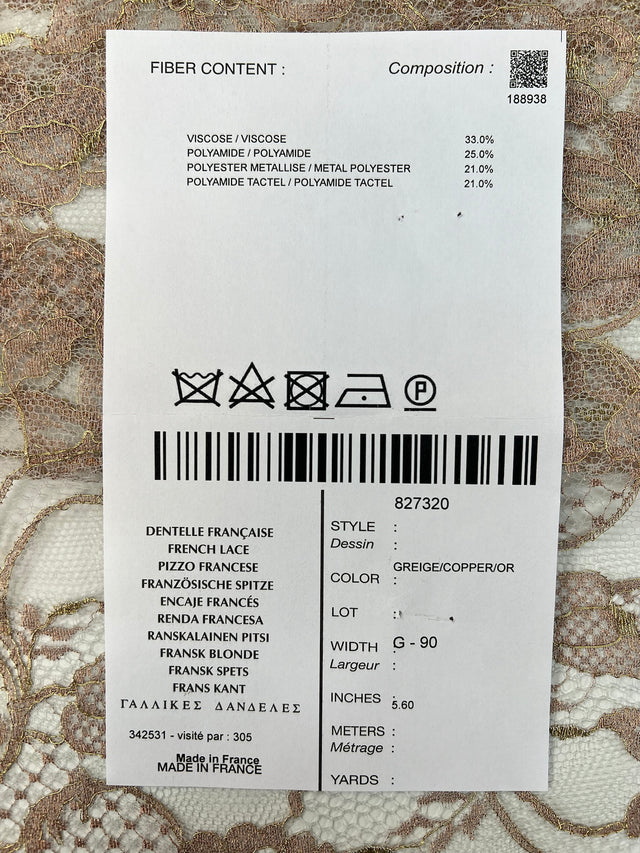 FIBER CONTENT : Composition :
188938
VISCOSE / VISCOSE 33.0%
POLYAMIDE / POLYAMIDE 25.0%
POLYESTER METALLISE / METAL POLYESTER 21.0%
POLYAMIDE TACTEL / POLYAMIDE TACTEL 21.0%
P
DENTELLE FRANÇAISE
FRENCH LACE
PIZZO FRANCESE
FRANZÖSISCHE SPITZE
ENCAJE FRANCÉS
RENDA FRANCESA
RANSKALAINEN PITSI
FRANSK BLONDE
FRANSK SPETS
FRANS KANT
ΓΑΛΛΙΚΕΣ ΔΑΝΔΕΛΕΣ
342531 - visité par : 305
Made in France
MADE IN FRANCE
827320
STYLE :
Dessin :
GREIGE/COPPER/OR
COLOR :
LOT :
WIDTH : G - 90
Largeur :
INCHES : 5.60
METERS :
Métrage :
YARDS :